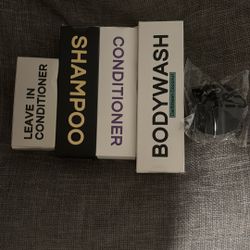 LEAVE IN
CONDITIONER
SHAMPOO
CONDITIONER
BODYWASH